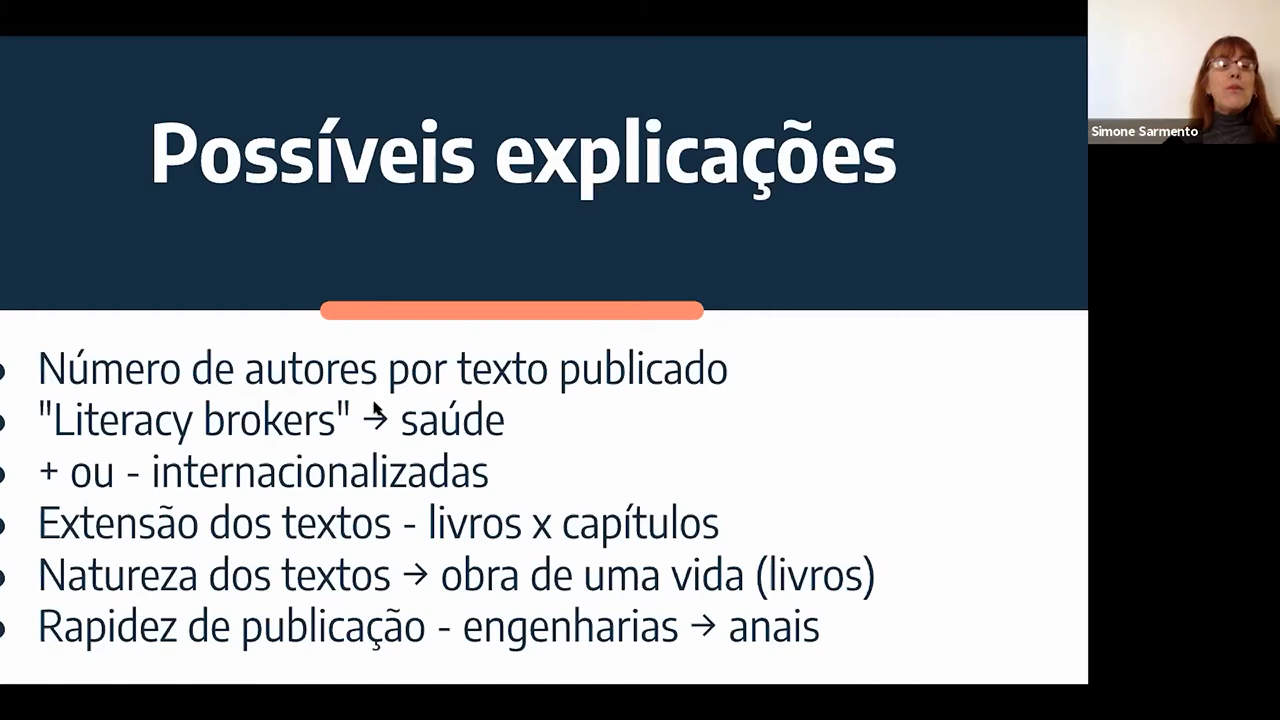 Possíveis explicações
Simone Sarmento
• Número de autores por texto publicado
• "Literacy brokers" → saúde
• + ou - internacionalizadas
• Extensão dos textos - livros x capítulos
• Natureza dos textos → obra de uma vida (livros)
• Rapidez de publicação - engenharias → anais